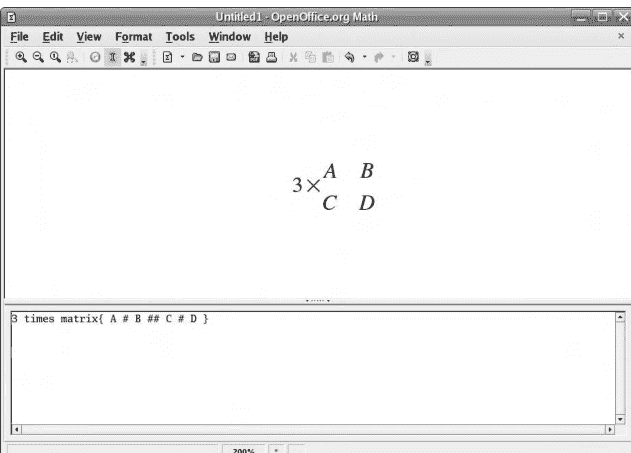 Untitled1 - OpenOffice.org Math
File Edit View Format Tools Window Help
3×
A B
C D
3 times matrix{ A # B ## C # D }
200% *